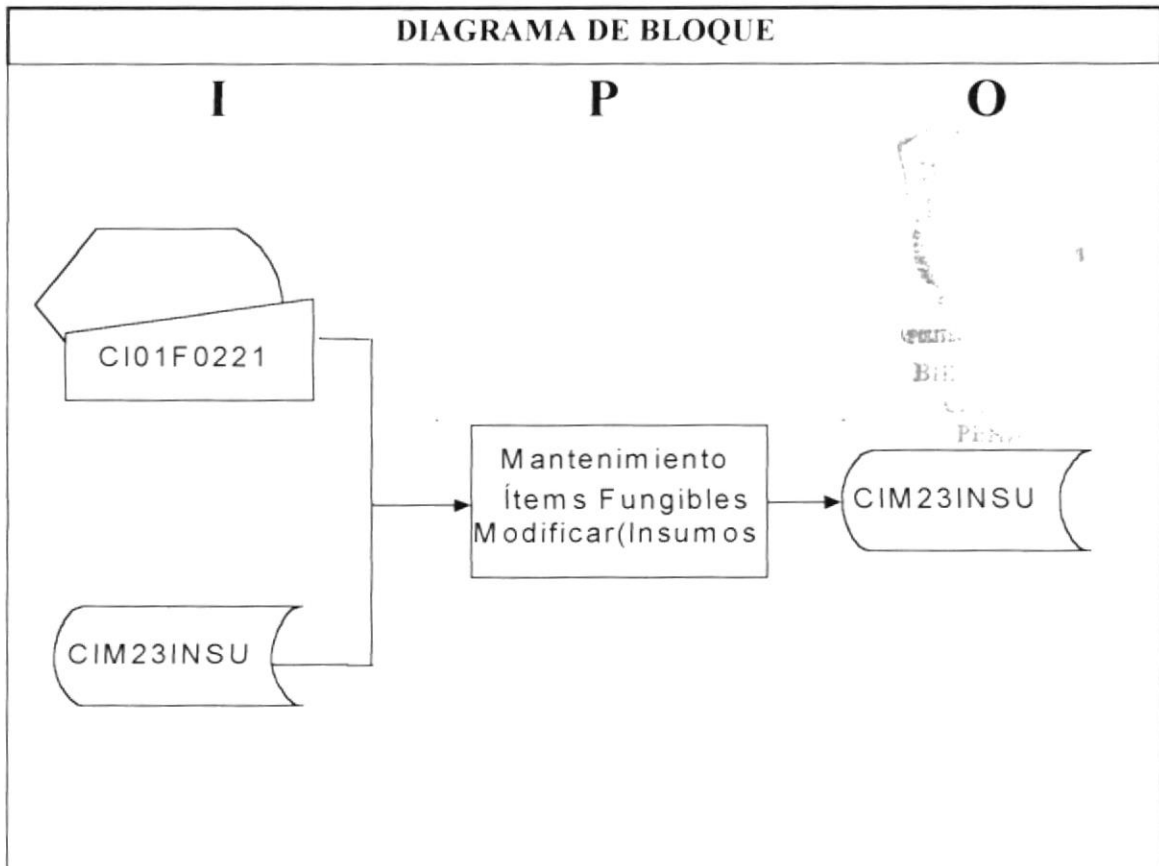 DIAGRAMA DE BLOQUE
I P O
CI01F0221
Mantenimiento
Ítems Fungibles
Modificar(Insumos
CIM23INSU
CIM23INSU